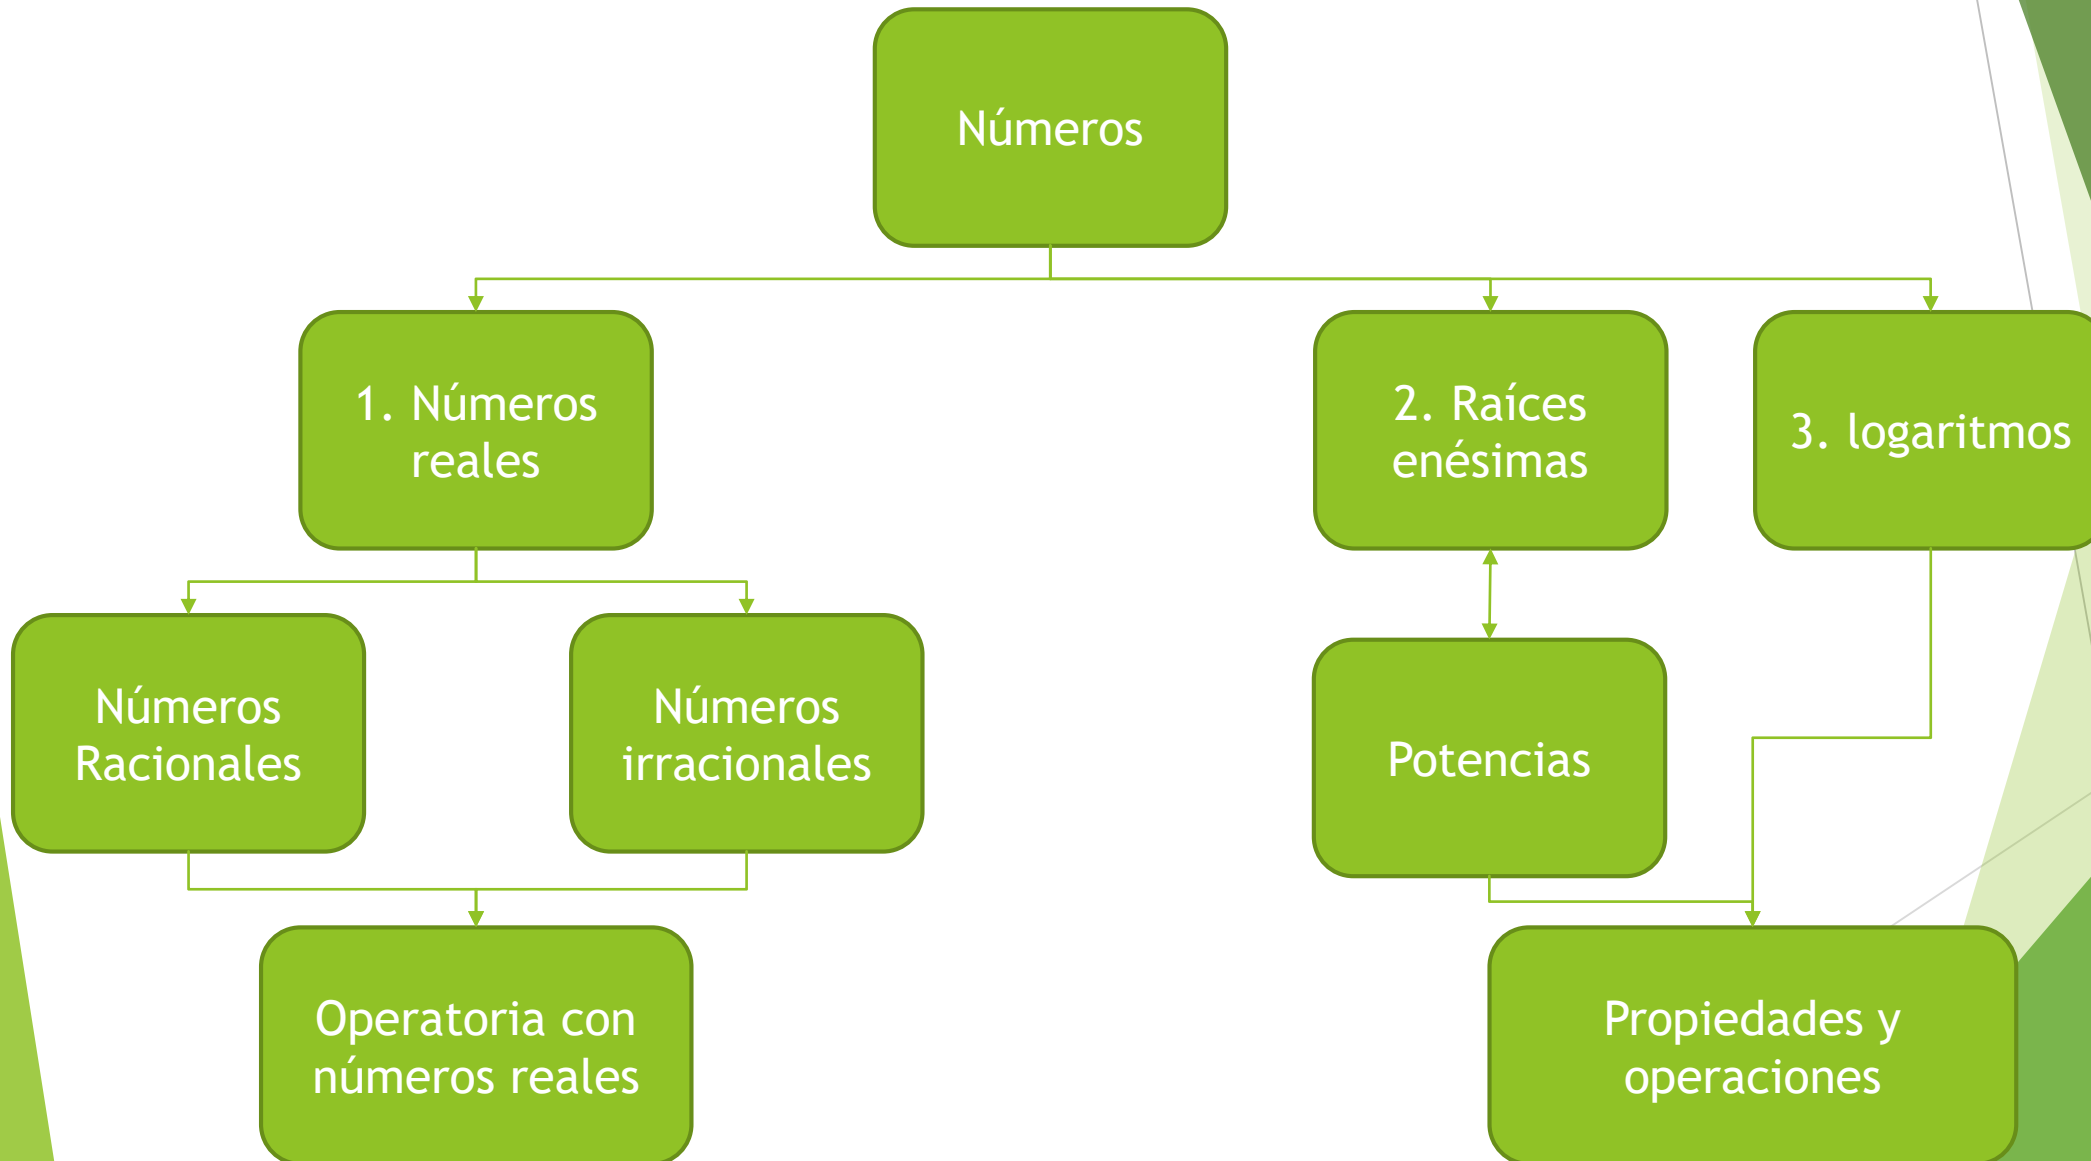 Números
1. Números
reales
2. Raíces
enésimas
3. logaritmos
Números
Racionales
Números
irracionales
Potencias
Operatoria con
números reales
Propiedades y
operaciones